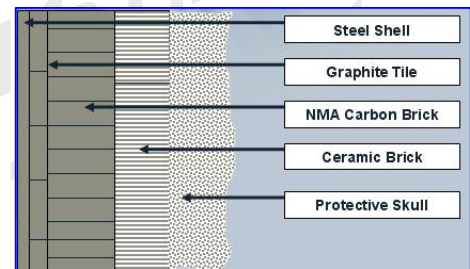 Steel Shell
Graphite Tile
NMA Carbon Brick
Ceramic Brick
Protective Skull